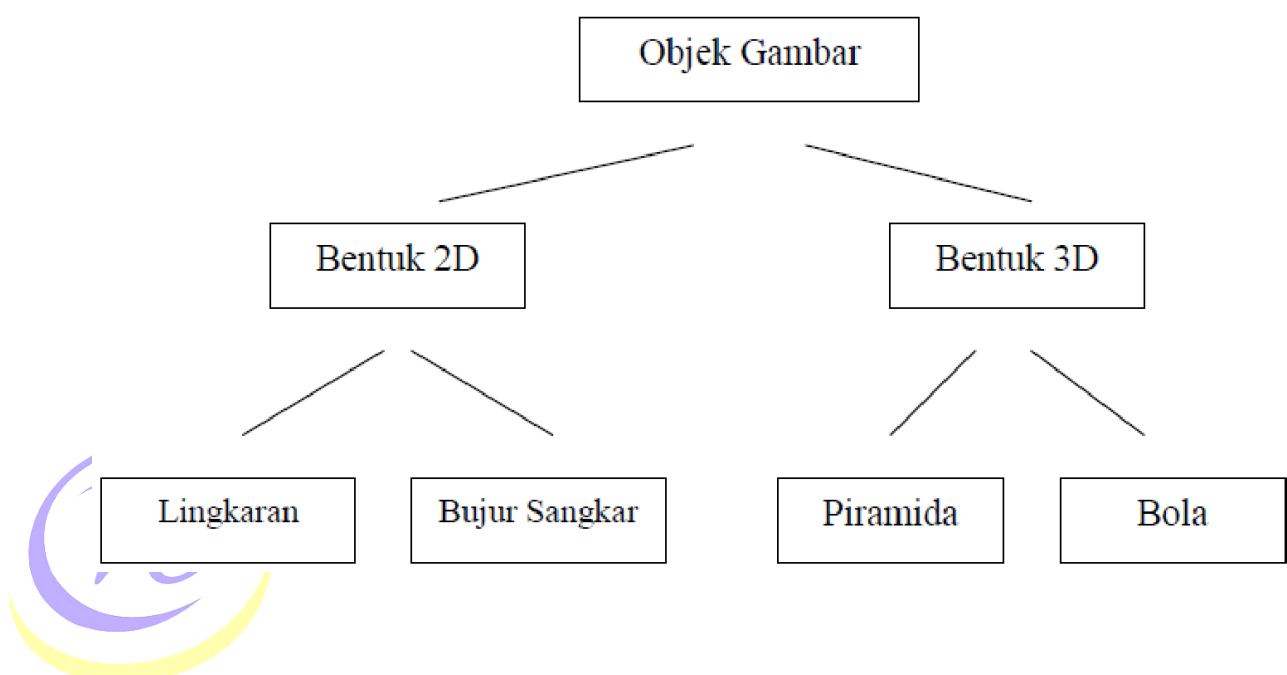 Objek Gambar
Bentuk 2D
Bentuk 3D
Lingkaran
Bujur Sangkar
Piramida
Bola